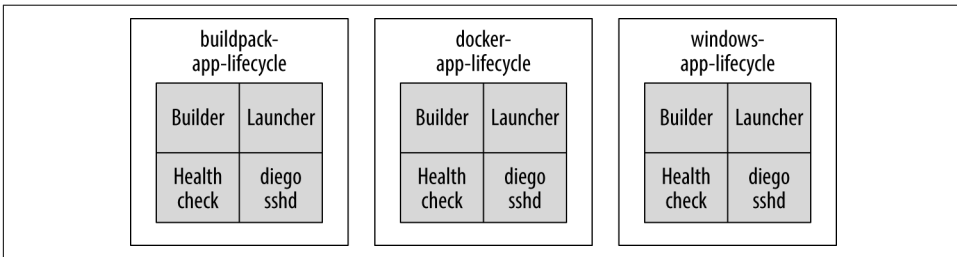 buildpack-
app-lifecycle
Builder
Launcher
Health
check
diego
sshd
docker-
app-lifecycle
Builder
Launcher
Health
check
diego
sshd
windows-
app-lifecycle
Builder
Launcher
Health
check
diego
sshd